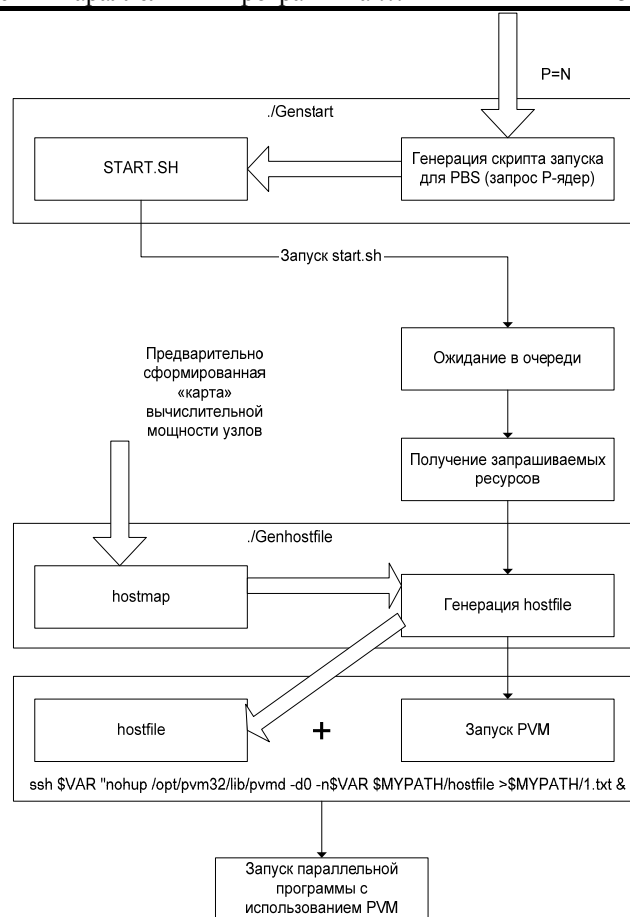 P=N
./Genstart
START.SH
Генерация скрипта запуска
для PBS (запрос P-ядер)
Запуск start.sh
Ожидание в очереди
Предварительно
сформированная
«карта»
вычислительной
мощности узлов
Получение запрашиваемых
ресурсов
./Genhostfile
hostmap
Генерация hostfile
hostfile
+
Запуск PVM
ssh $VAR "nohup /opt/pvm32/lib/pvmd -d0 -n$VAR $MYPATH/hostfile >$MYPATH/1.txt &
Запуск параллельной
программы с
использованием PVM